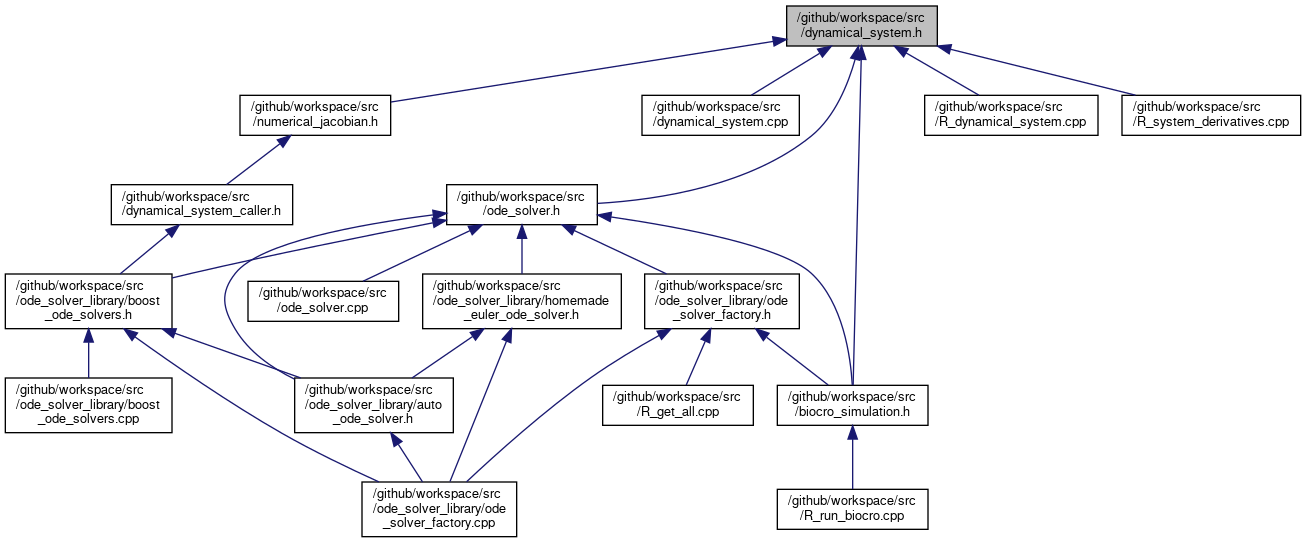 /github/workspace/src
/dynamical_system.h
/github/workspace/src
/numerical_jacobian.h
/github/workspace/src
/dynamical_system.cpp
/github/workspace/src
/R_dynamical_system.cpp
/github/workspace/src
/R_system_derivatives.cpp
/github/workspace/src
/dynamical_system_caller.h
/github/workspace/src
/ode_solver.h
/github/workspace/src
/ode_solver_library/boost
_ode_solvers.h
/github/workspace/src
/ode_solver.cpp
/github/workspace/src
/ode_solver_library/homemade
_euler_ode_solver.h
/github/workspace/src
/ode_solver_library/ode
_solver_factory.h
/github/workspace/src
/ode_solver_library/boost
_ode_solvers.cpp
/github/workspace/src
/ode_solver_library/auto
_ode_solver.h
/github/workspace/src
/R_get_all.cpp
/github/workspace/src
/biocro_simulation.h
/github/workspace/src
/ode_solver_library/ode
_solver_factory.cpp
/github/workspace/src
/R_run_biocro.cpp